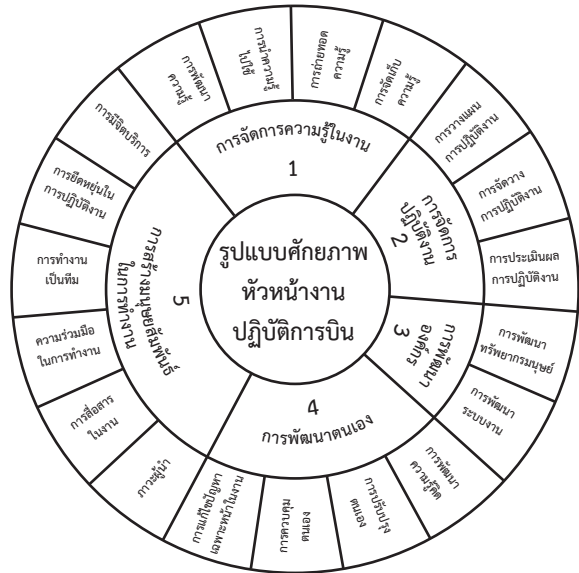 รูปแบบศักยภาพ
หัวหน้างาน
ปฏิบัติการบิน
การจัดการความรู้ในงาน
1
การพัฒนา
ความรู้
การนำความรู้
ไปใช้
การถ่ายทอด
ความรู้
การจัดเก็บ
ความรู้
การจัดการ
ปฏิบัติงาน
2
การวางแผน
การปฏิบัติงาน
การจัดวาง
การปฏิบัติงาน
การประเมินผล
การปฏิบัติงาน
การพัฒนา
องค์กร
3
การพัฒนา
ทรัพยากรมนุษย์
การพัฒนา
ระบบงาน
4
การพัฒนาตนเอง
การพัฒนา
ความรู้คิด
การปรับปรุง
ตนเอง
การควบคุม
ตนเอง
การแก้ไขปัญหา
เฉพาะหน้าในงาน
5
การสร้างมนุษยสัมพันธ์
ในการทำงาน
ภาวะผู้นำ
การสื่อสาร
ในงาน
ความร่วมมือ
ในการทำงาน
การทำงาน
เป็นทีม
การยืดหยุ่นใน
การปฏิบัติงาน
การมีจิตบริการ